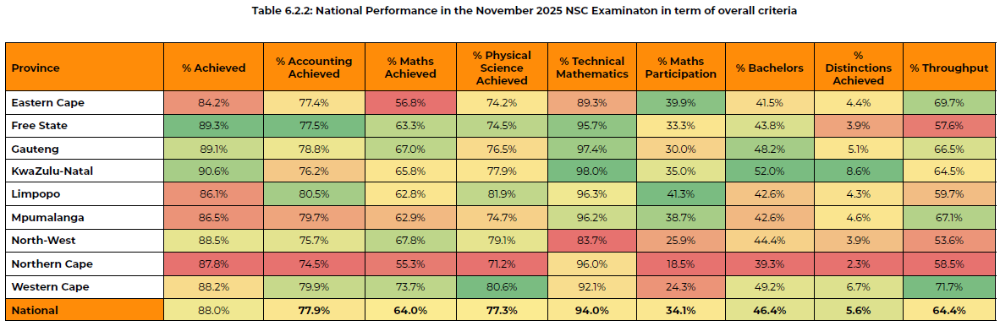 Table 6.2.2: National Performance in the November 2025 NSC Examinaton in term of overall criteria
Province % Achieved % Accounting Achieved % Maths Achieved % Physical Science Achieved % Technical Mathematics % Maths Participation % Bachelors % Distinctions Achieved % Throughput
Eastern Cape 84.2% 77.4% 56.8% 74.2% 89.3% 39.9% 41.5% 4.4% 69.7%
Free State 89.3% 77.5% 63.3% 74.5% 95.7% 33.3% 43.8% 3.9% 57.6%
Gauteng 89.1% 78.8% 67.0% 76.5% 97.4% 30.0% 48.2% 5.1% 66.5%
KwaZulu-Natal 90.6% 76.2% 65.8% 77.9% 98.0% 35.0% 52.0% 8.6% 64.5%
Limpopo 86.1% 80.5% 62.8% 81.9% 96.3% 41.3% 42.6% 4.3% 59.7%
Mpumalanga 86.5% 79.7% 62.9% 74.7% 96.2% 38.7% 42.6% 4.6% 67.1%
North-West 88.5% 75.7% 67.8% 79.1% 83.7% 25.9% 44.4% 3.9% 53.6%
Northern Cape 87.8% 74.5% 55.3% 71.2% 96.0% 18.5% 39.3% 2.3% 58.5%
Western Cape 88.2% 79.9% 73.7% 80.6% 92.1% 24.3% 49.2% 6.7% 71.7%
National 88.0% 77.9% 64.0% 77.3% 94.0% 34.1% 46.4% 5.6% 64.4%